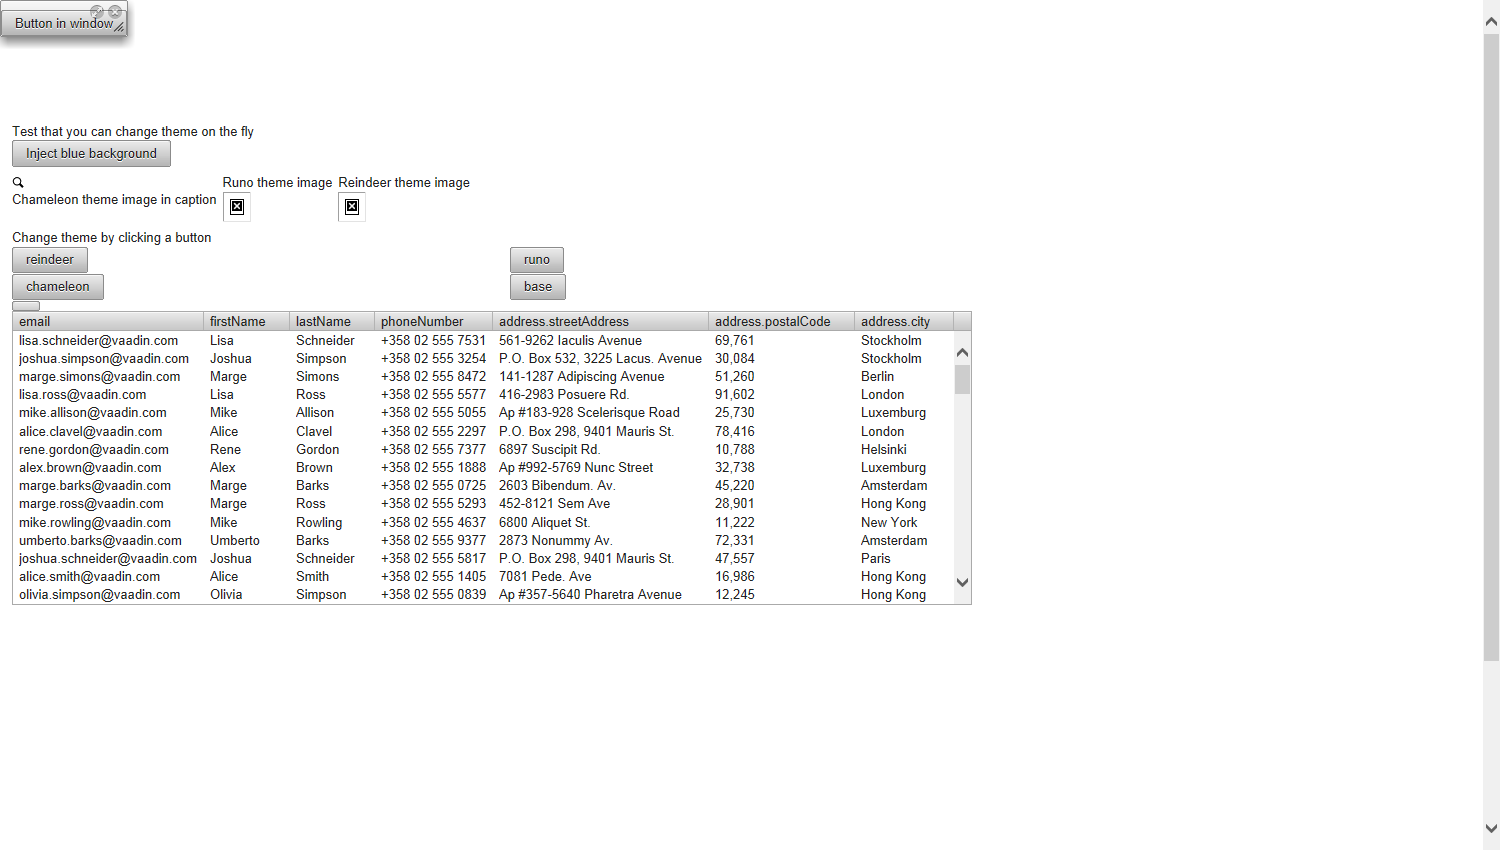 Button in window
Test that you can change theme on the fly
Inject blue background
Runo theme image Reindeer theme image
Chameleon theme image in caption
Change theme by clicking a button
reindeer runo
chameleon base
email firstName lastName phoneNumber address.streetAddress address.postalCode address.city
lisa.schneider@vaadin.com Lisa Schneider +358 02 555 7531 561-9262 Iaculis Avenue 69,761 Stockholm
joshua.simpson@vaadin.com Joshua Simpson +358 02 555 3254 P.O. Box 532, 3225 Lacus. Avenue 30,084 Stockholm
marge.simons@vaadin.com Marge Simons +358 02 555 8472 141-1287 Adipiscing Avenue 51,260 Berlin
lisa.ross@vaadin.com Lisa Ross +358 02 555 5577 416-2983 Posuere Rd. 91,602 London
mike.allison@vaadin.com Mike Allison +358 02 555 5055 Ap #183-928 Scelerisque Road 25,730 Luxemburg
alice.clavel@vaadin.com Alice Clavel +358 02 555 2297 P.O. Box 298, 9401 Mauris St. 78,416 London
rene.gordon@vaadin.com Rene Gordon +358 02 555 7377 6897 Suscipit Rd. 10,788 Helsinki
alex.brown@vaadin.com Alex Brown +358 02 555 1888 Ap #992-5769 Nunc Street 32,738 Luxemburg
marge.barks@vaadin.com Marge Barks +358 02 555 0725 2603 Bibendum. Av. 45,220 Amsterdam
marge.ross@vaadin.com Marge Ross +358 02 555 5293 452-8121 Sem Ave 28,901 Hong Kong
mike.rowling@vaadin.com Mike Rowling +358 02 555 4637 6800 Aliquet St. 11,222 New York
umberto.barks@vaadin.com Umberto Barks +358 02 555 9377 2873 Nonummy Av. 72,331 Amsterdam
joshua.schneider@vaadin.com Joshua Schneider +358 02 555 5817 P.O. Box 298, 9401 Mauris St. 47,557 Paris
alice.smith@vaadin.com Alice Smith +358 02 555 1405 7081 Pede. Ave 16,986 Hong Kong
olivia.simpson@vaadin.com Olivia Simpson +358 02 555 0839 Ap #357-5640 Pharetra Avenue 12,245 Hong Kong